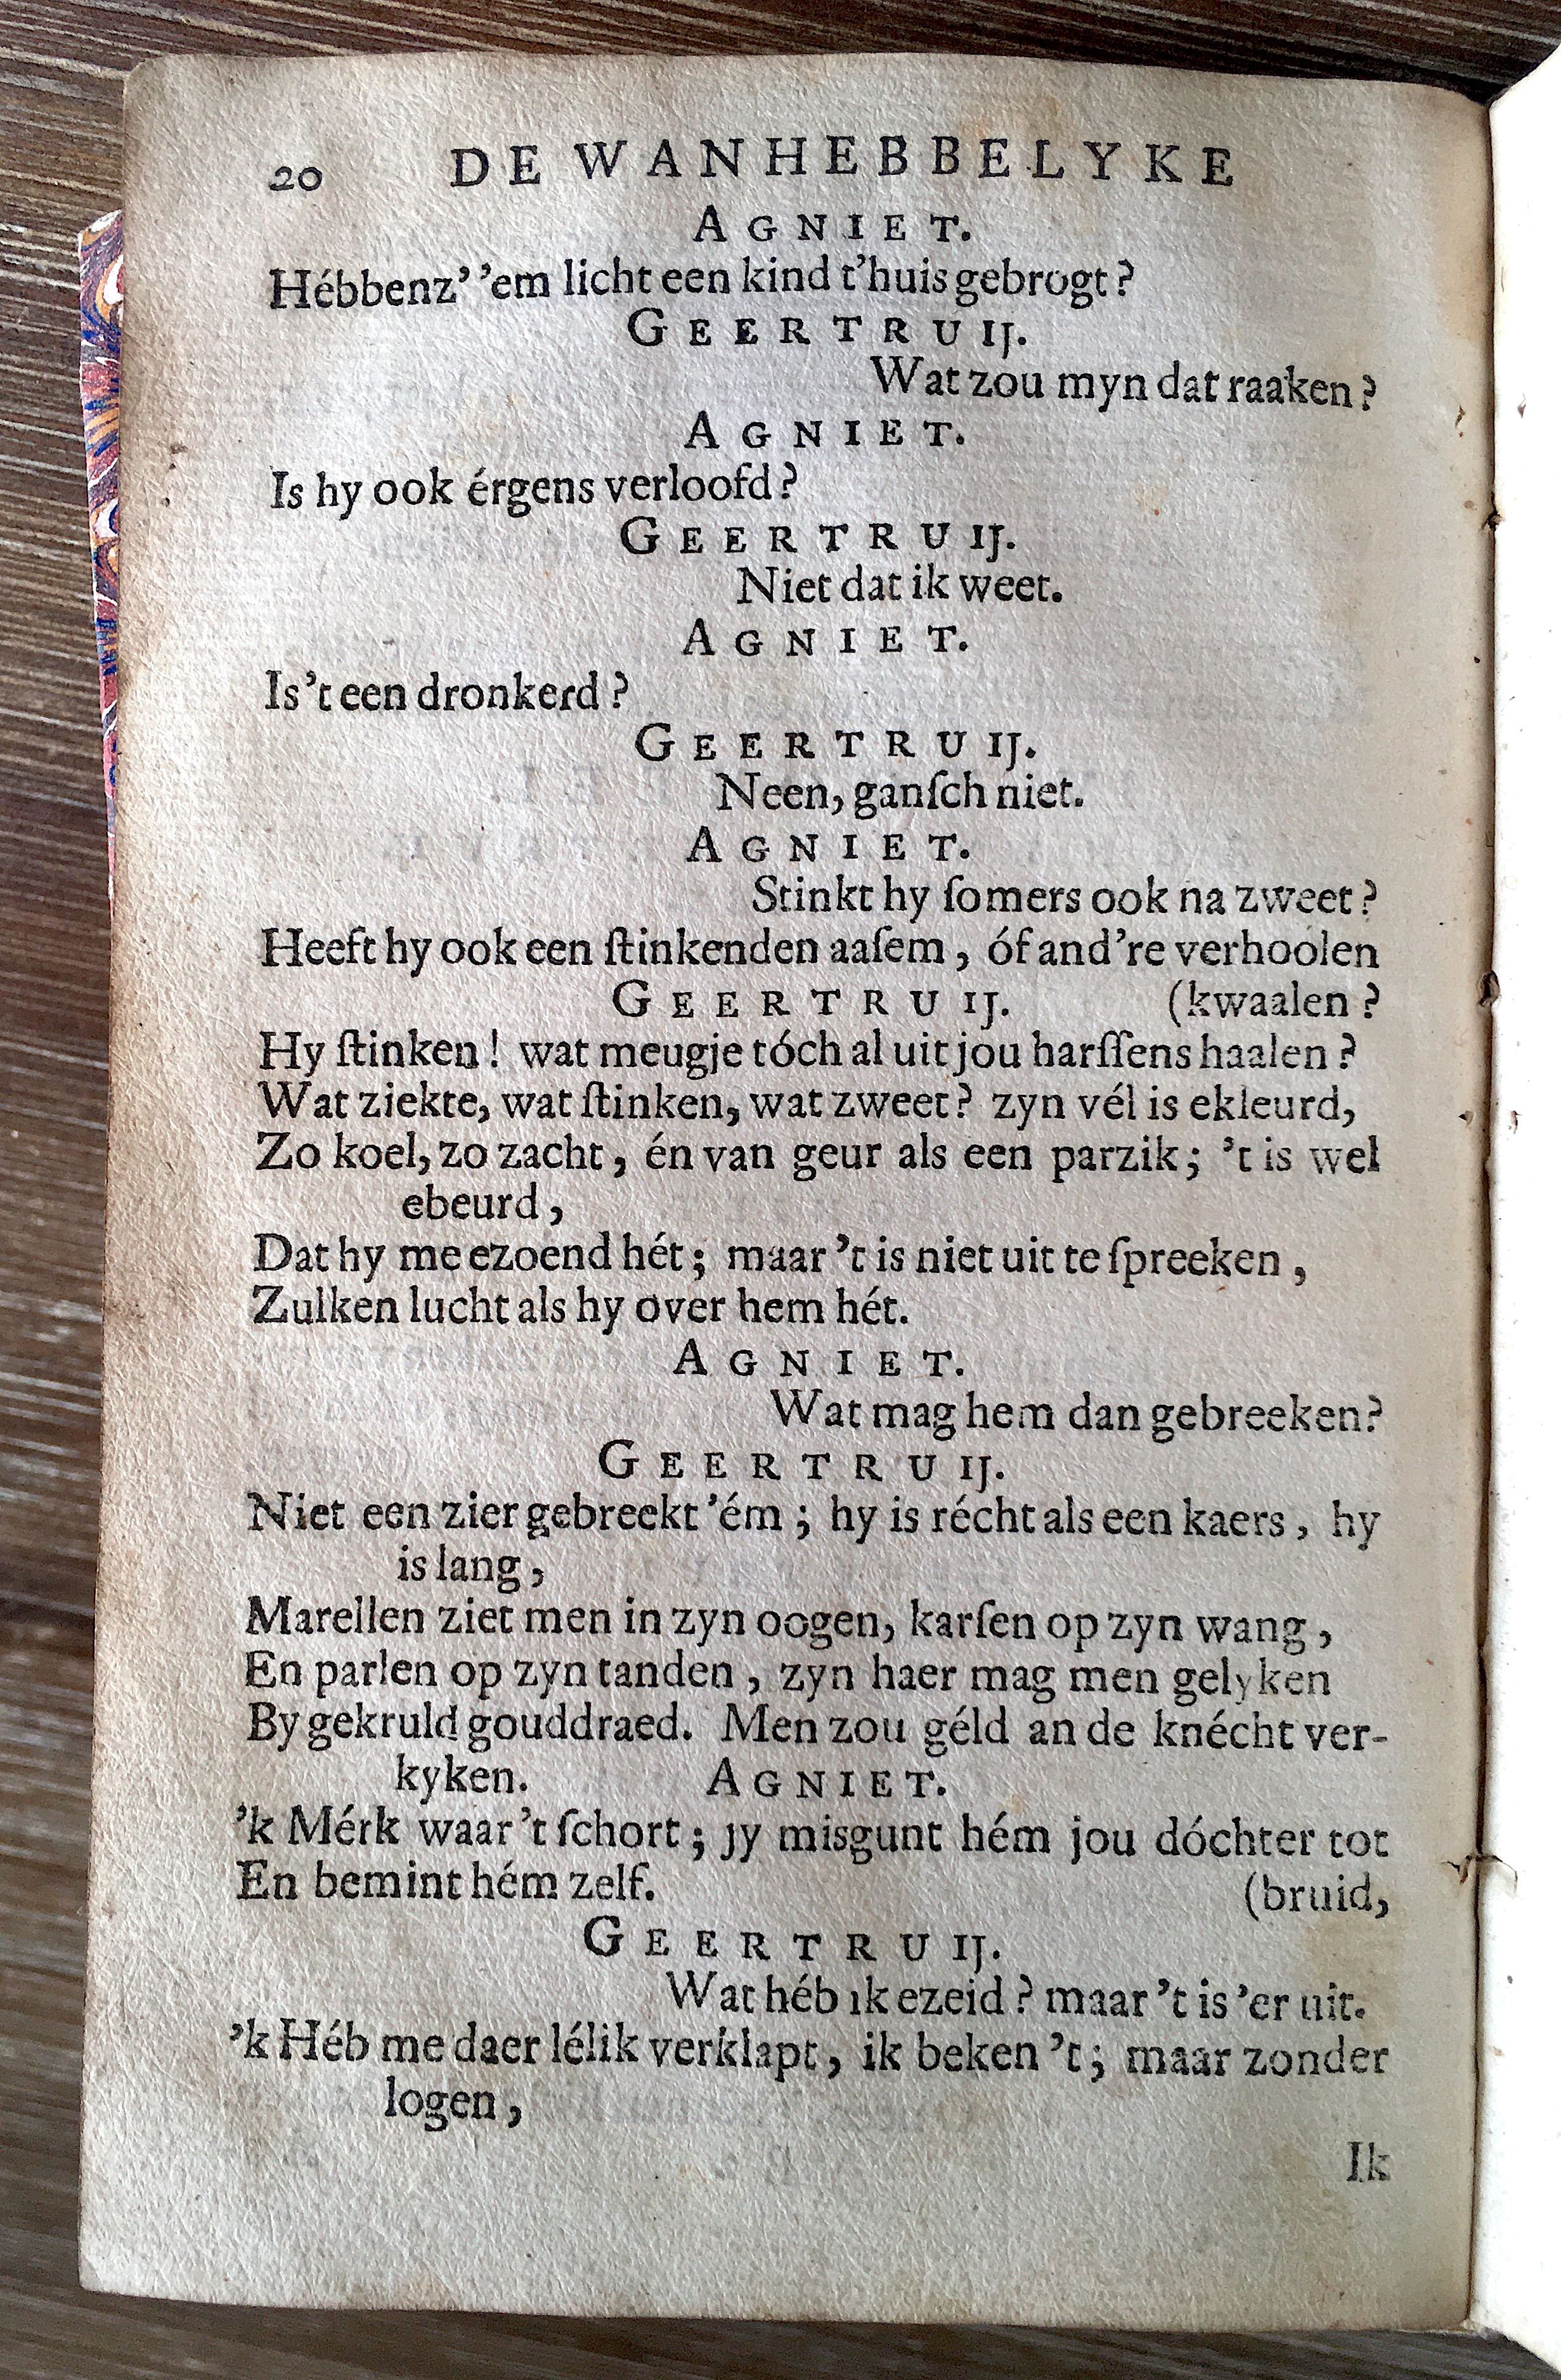 20 DE WANHEBBELYKE
AGNIET.
Hébbenz' 'em licht een kind t'huis gebrogt?
GEERTRUIJ.
Wat zou myn dat raaken?
AGNIET.
Is hy ook érgens verloofd?
GEERTRUIJ.
Niet dat ik weet.
AGNIET.
Is 't een dronkerd?
GEERTRUIJ.
Neen, ganſch niet.
AGNIET.
Stinkt hy ſomers ook na zweet?
Heeft hy ook een ſtinkenden aaſem, óf and're verhoolen
GEERTRUIJ. (kwaalen?
Hy ſtinken! wat meugje tóch al uit jou harſſens haalen?
Wat ziekte, wat ſtinken, wat zweet? zyn vél is ekleurd,
Zo koel, zo zacht, én van geur als een parzik; 't is wel
ebeurd,
Dat hy me ezoend hét; maar 't is niet uit te ſpreeken,
Zulken lucht als hy over hem hét.
AGNIET.
Wat mag hem dan gebreeken?
GEERTRUIJ.
Niet een zier gebreekt 'ém; hy is récht als een kaers, hy
is lang,
Marellen ziet men in zyn oogen, karſen op zyn wang,
En parlen op zyn tanden, zyn haer mag men gelyken
By gekruld gouddraed. Men zou géld an de knécht ver-
kyken. AGNIET.
'k Mérk waar 't ſchort; jy misgunt hém jou dóchter tot
En bemint hém zelf. (bruid,
GEERTRUIJ.
Wat héb ik ezeid? maar 't is 'er uit.
'k Héb me daer lélik verklapt, ik beken 't; maar zonder
logen,
Ik